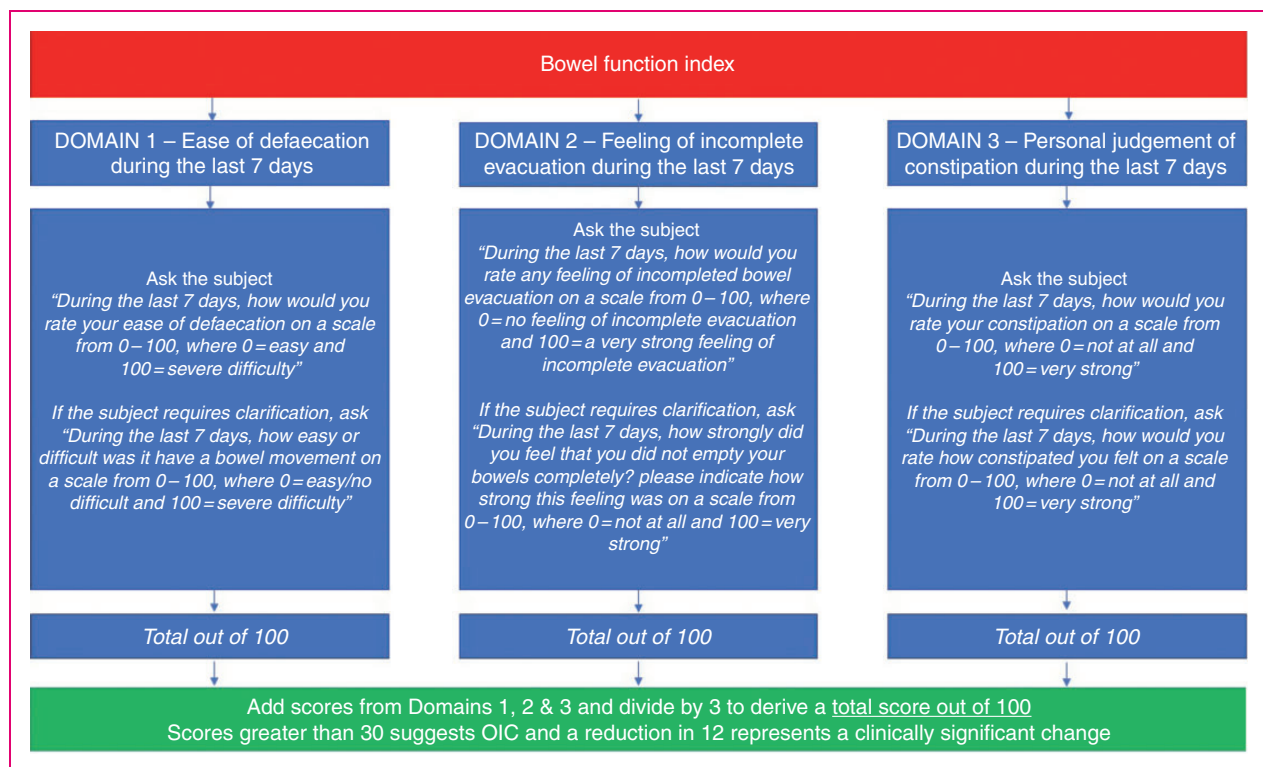 Bowel function index
DOMAIN 1 – Ease of defaecation
during the last 7 days
DOMAIN 2 – Feeling of incomplete
evacuation during the last 7 days
DOMAIN 3 – Personal judgement of
constipation during the last 7 days
Ask the subject
“During the last 7 days, how would you
rate your ease of defaecation on a scale
from 0–100, where 0=easy and
100=severe difficulty”
If the subject requires clarification, ask
“During the last 7 days, how easy or
difficult was it have a bowel movement on
a scale from 0–100, where 0=easy/no
difficult and 100=severe difficulty”
Ask the subject
“During the last 7 days, how would you
rate any feeling of incompleted bowel
evacuation on a scale from 0–100, where
0=no feeling of incomplete evacuation
and 100=a very strong feeling of
incomplete evacuation”
If the subject requires clarification, ask
“During the last 7 days, how strongly did
you feel that you did not empty your
bowels completely? please indicate how
strong this feeling was on a scale from
0–100, where 0=not at all and 100=very
strong”
Ask the subject
“During the last 7 days, how would you
rate your constipation on a scale from
0–100, where 0=not at all and
100=very strong”
If the subject requires clarification, ask
“During the last 7 days, how would you
rate how constipated you felt on a scale
from 0–100, where 0=not at all and
100=very strong”
Total out of 100
Total out of 100
Total out of 100
Add scores from Domains 1, 2 & 3 and divide by 3 to derive a total score out of 100
Scores greater than 30 suggests OIC and a reduction in 12 represents a clinically significant change